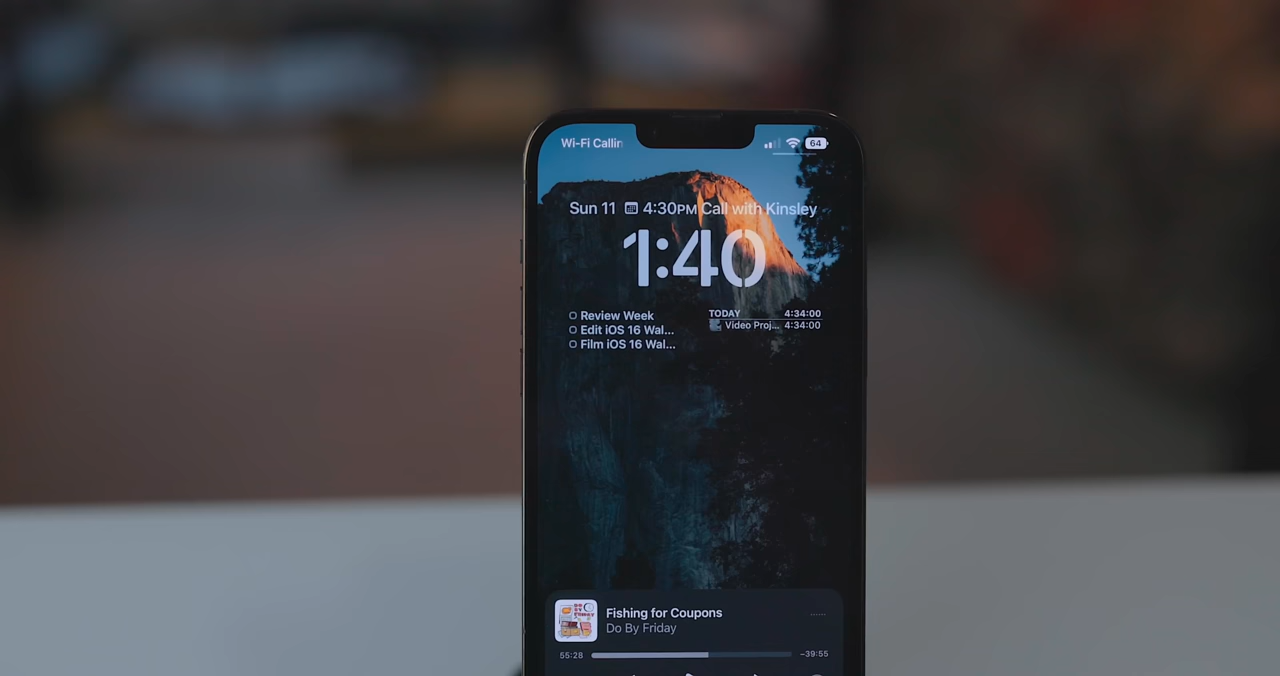 Wi-Fi Callin
64
Sun 11 4:30PM Call with Kinsley
1:40
Review Week
Edit iOS 16 Wal...
Film iOS 16 Wal...
TODAY 4:34:00
Video Proj... 4:34:00
Fishing for Coupons
Do By Friday
55:28 -39:55